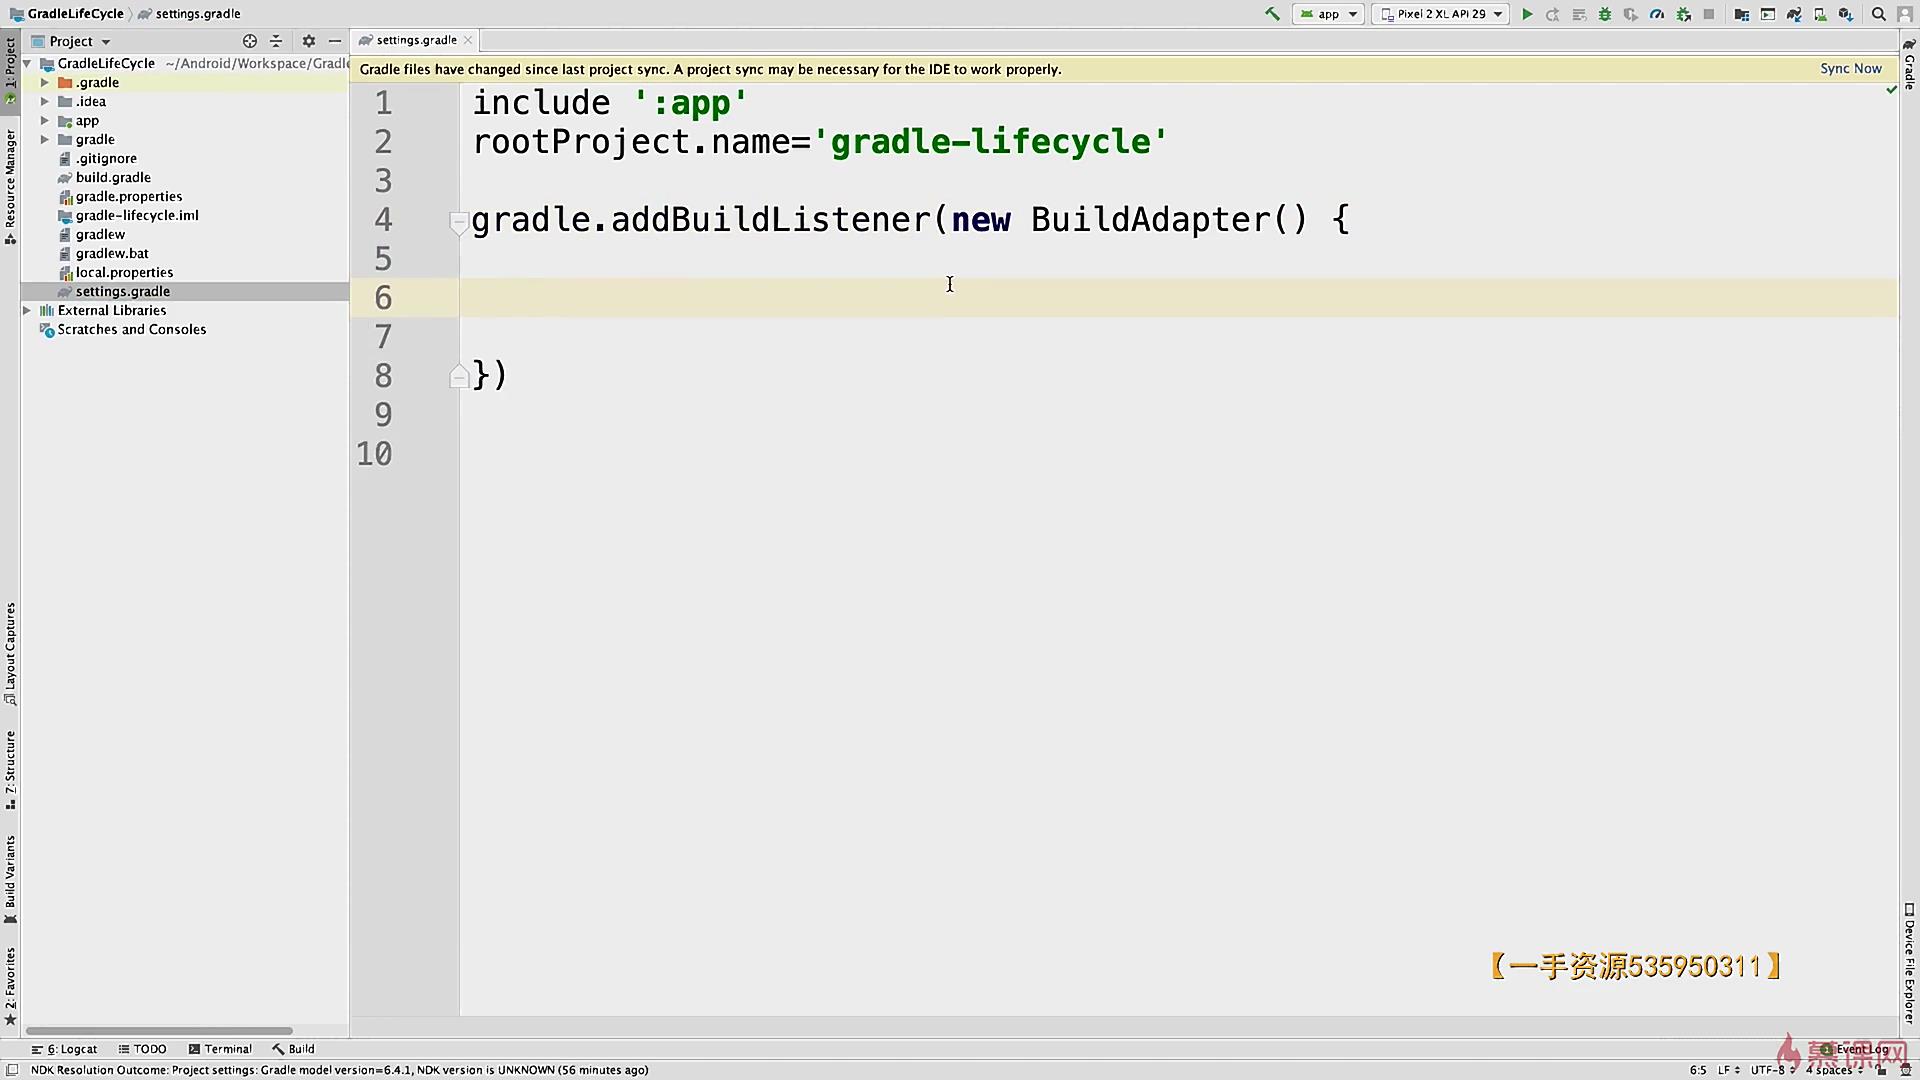 GradleLifeCycle
settings.gradle
app
Pixel 2 XL API 29
1: Project
Resource Manager
Layout Captures
7: Structure
Build Variants
2: Favorites
Project
GradleLifeCycle ~/Android/Workspace/Gradle
.gradle
.idea
app
gradle
.gitignore
build.gradle
gradle.properties
gradle-lifecycle.iml
gradlew
gradlew.bat
local.properties
settings.gradle
External Libraries
Scratches and Consoles
settings.gradle
Gradle files have changed since last project sync. A project sync may be necessary for the IDE to work properly.
Sync Now
1 include ':app'
2 rootProject.name='gradle-lifecycle'
3
4 gradle.addBuildListener(new BuildAdapter() {
5
6
7
8 })
9
10
Gradle
Device File Explorer
【一手资源535950311】
6: Logcat
TODO
Terminal
Build
Event Log
慕课网
NDK Resolution Outcome: Project settings: Gradle model version=6.4.1, NDK version is UNKNOWN (56 minutes ago)
6:5 LF UTF-8 4 spaces